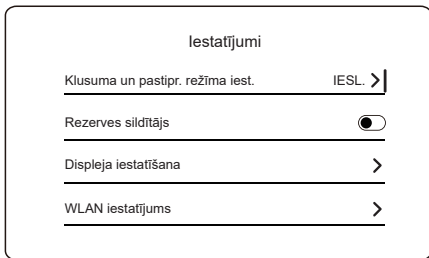 Iestatījumi
Klusuma un pastipr. režīma iest. IESL.
Rezerves sildītājs
Displeja iestatīšana
WLAN iestatījums